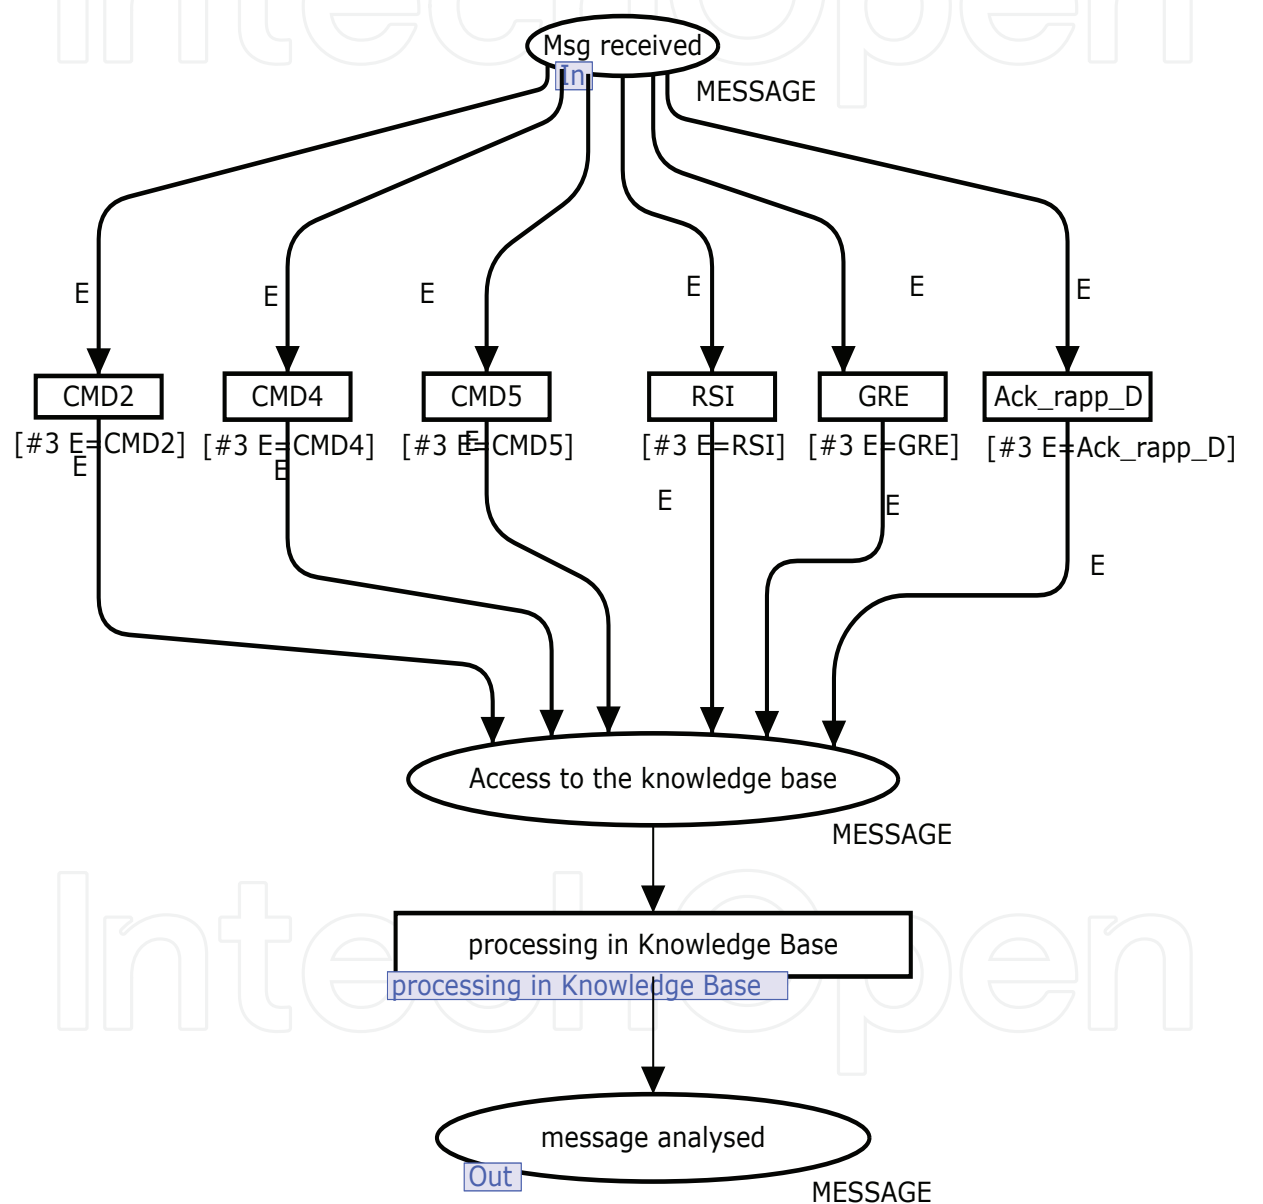 IntechOpen
Msg received
In
MESSAGE
E E E E E E
CMD2 CMD4 CMD5 RSI GRE Ack_rapp_D
[#3 E=CMD2] [#3 E=CMD4] [#3 E=CMD5] [#3 E=RSI] [#3 E=GRE] [#3 E=Ack_rapp_D]
E E E E E E
Access to the knowledge base
MESSAGE
IntechOpen
processing in Knowledge Base
processing in Knowledge Base
message analysed
Out
MESSAGE